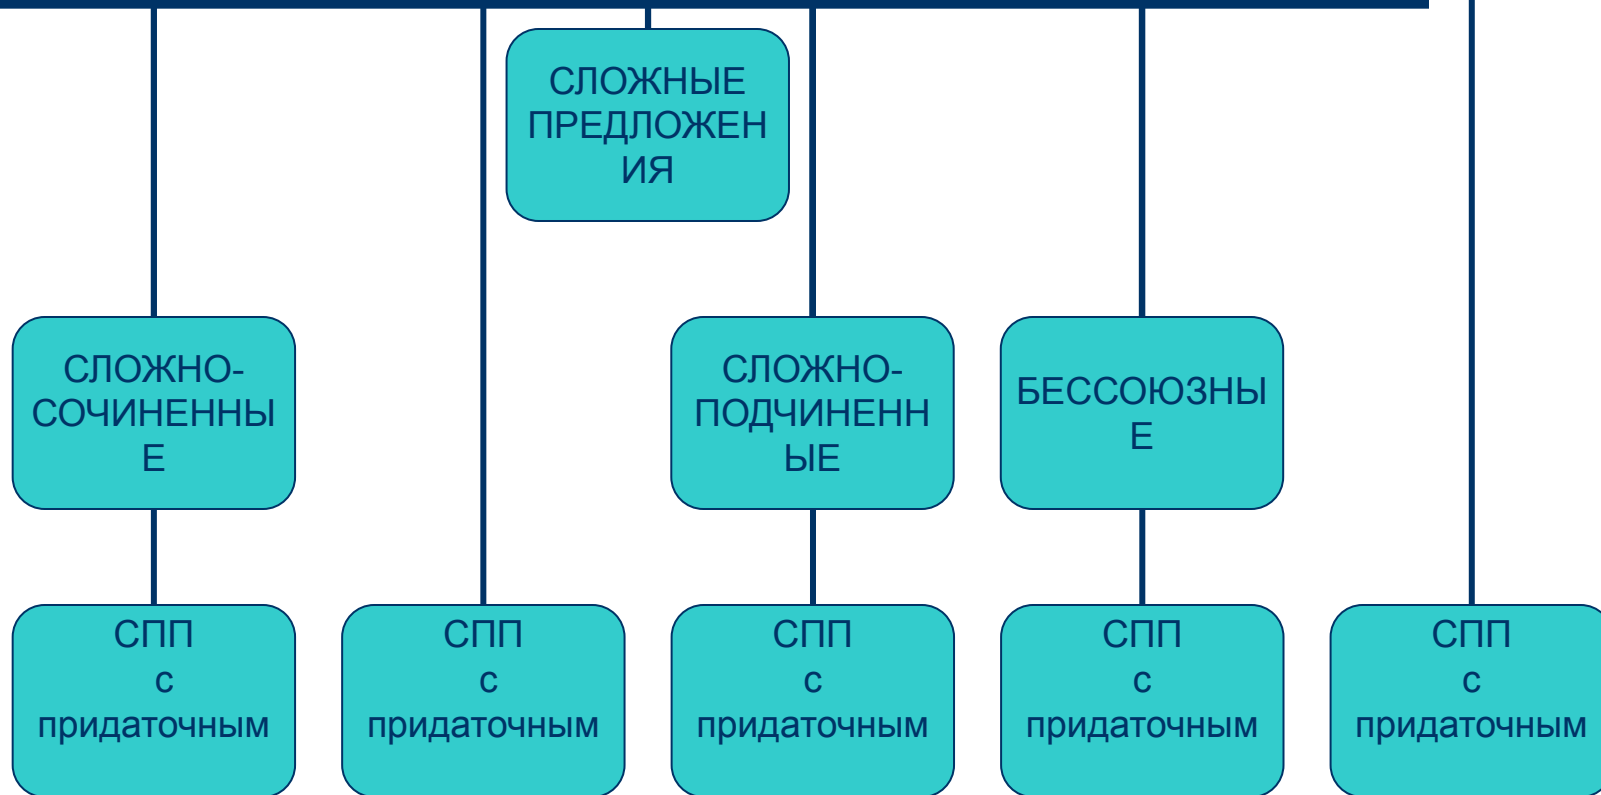 СЛОЖНЫЕ
ПРЕДЛОЖЕН
ИЯ
СЛОЖНО-
СОЧИНЕННЫ
Е
СЛОЖНО-
ПОДЧИНЕНН
ЫЕ
БЕССОЮЗНЫ
Е
СПП
с
придаточным
СПП
с
придаточным
СПП
с
придаточным
СПП
с
придаточным
СПП
с
придаточным